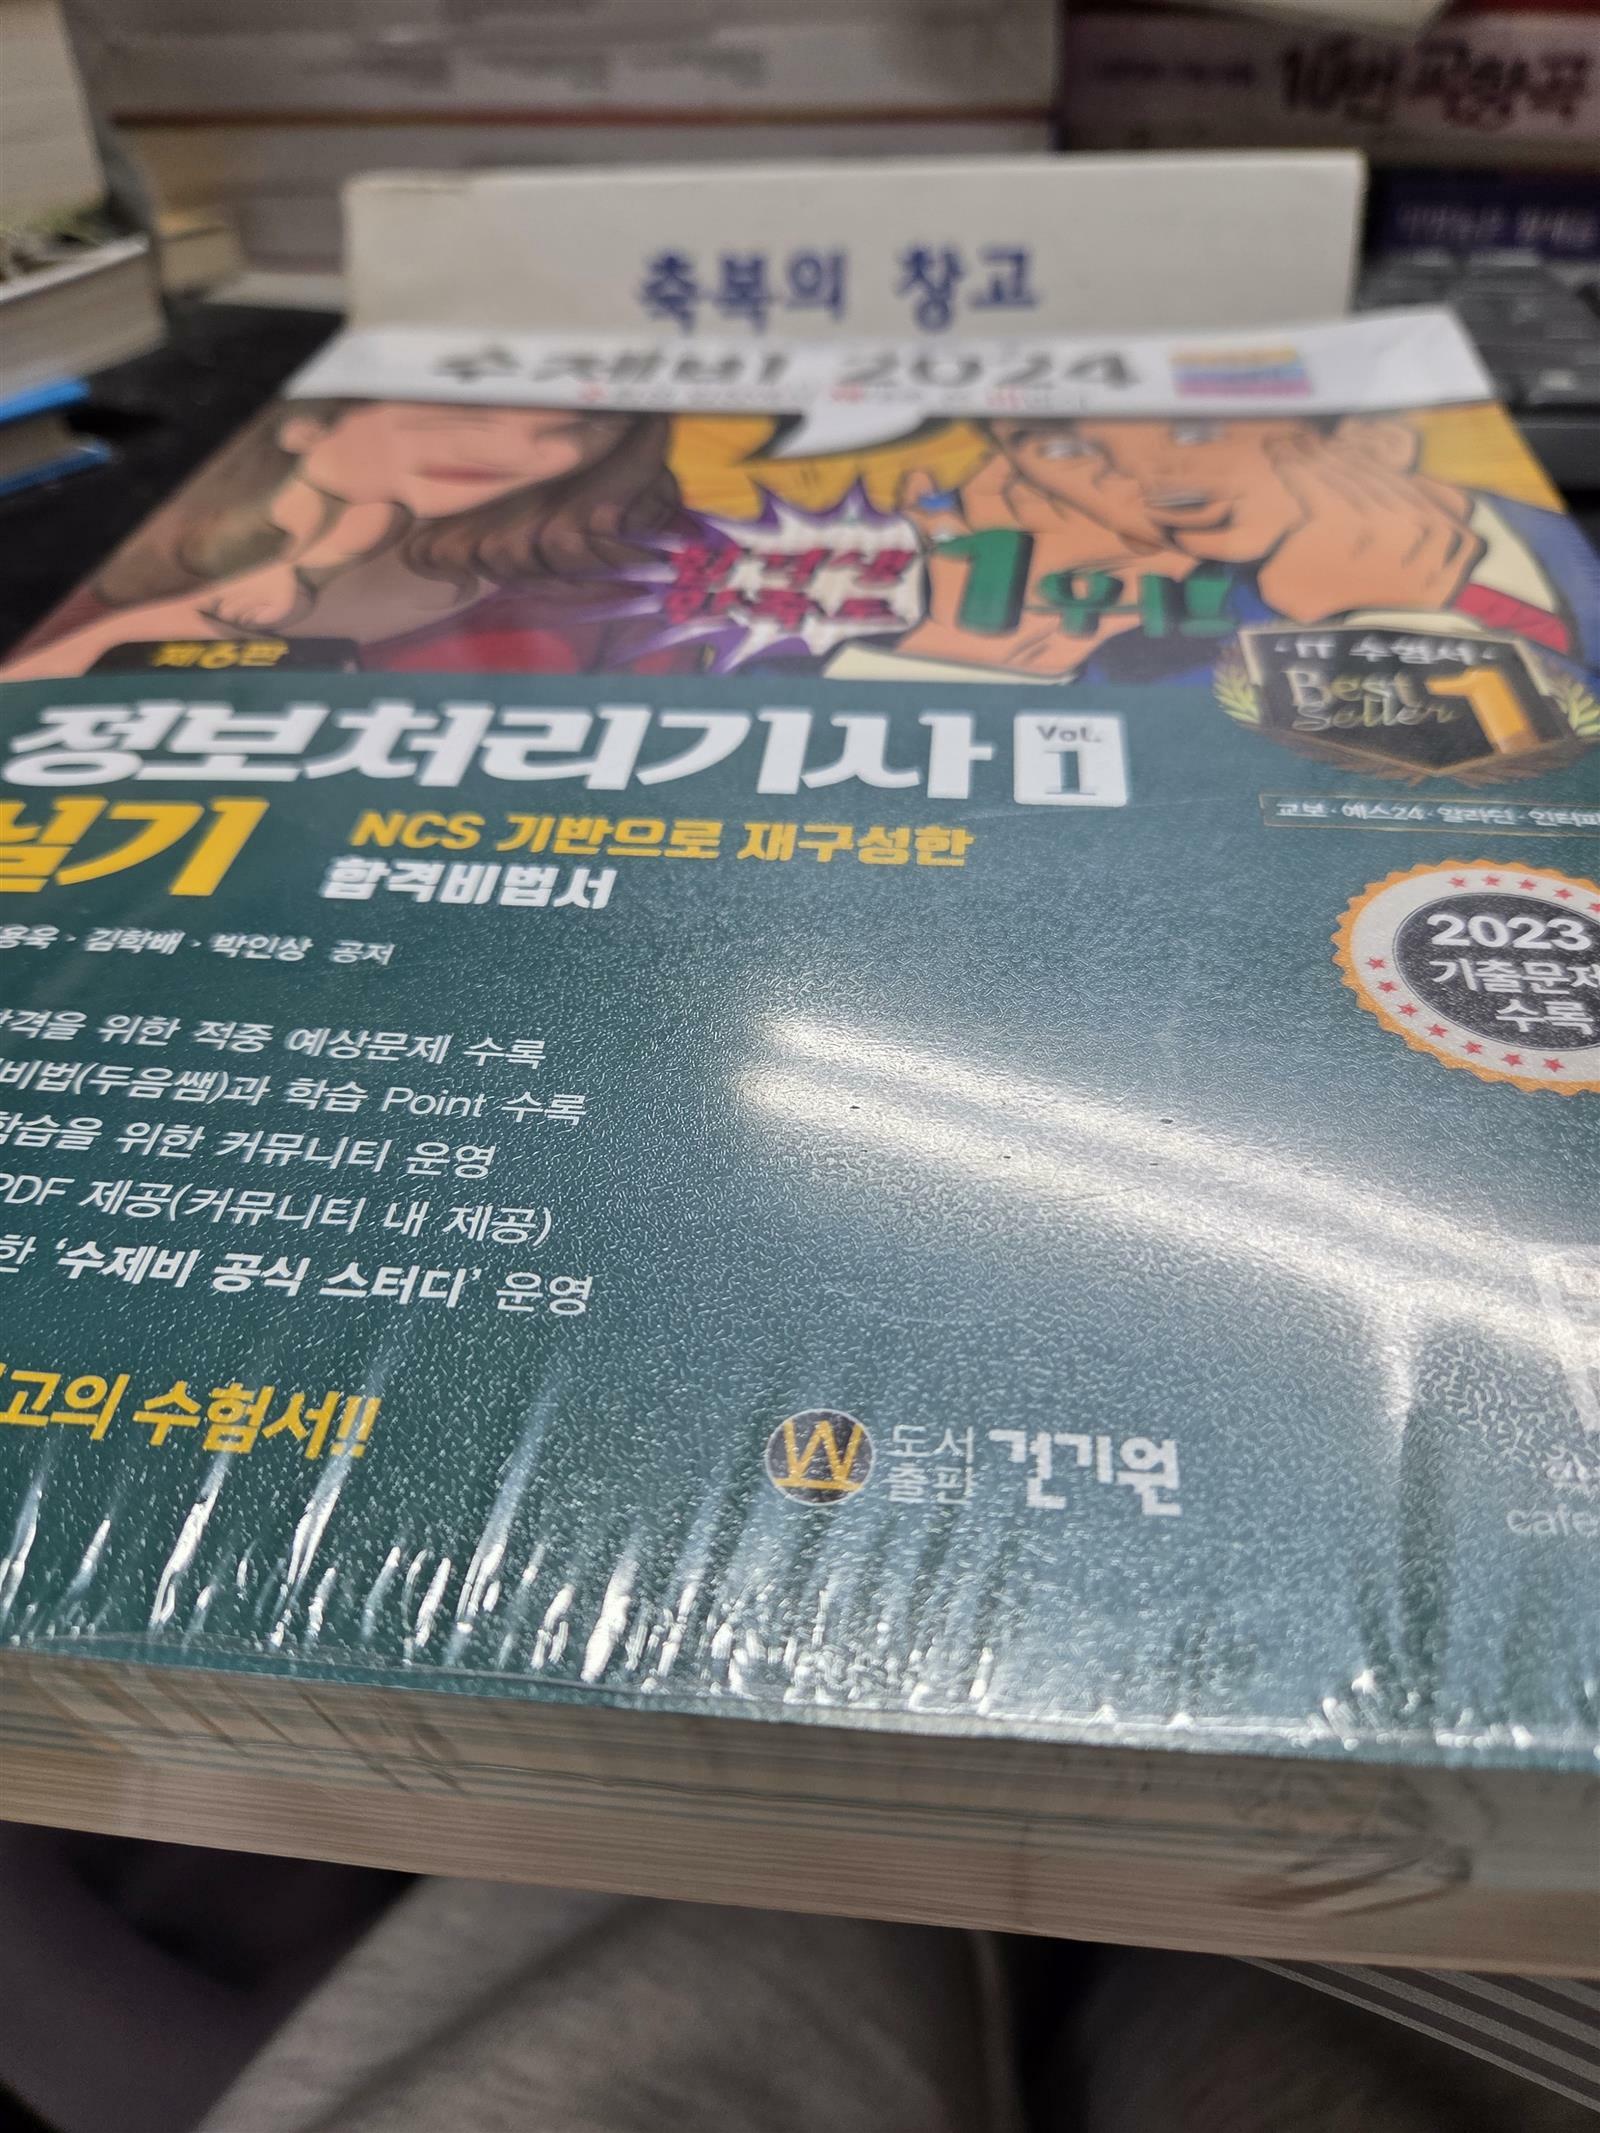 10번
축복의 창고
수제비 2024
합격생
제6판
IT 수험서
Best
Seller 1
정보처리기사 Vol.
1
실기 NCS 기반으로 재구성한
합격비법서
교보·예스24·알라딘·인터파
용욱·김학배·박인상 공저
2023
기출문제
수록
합격을 위한 적중 예상문제 수록
비법(두음쌤)과 학습 Point 수록
학습을 위한 커뮤니티 운영
PDF 제공(커뮤니티 내 제공)
한 '수제비 공식 스터디' 운영
최고의 수험서!!
도서
출판 건기원
cafe